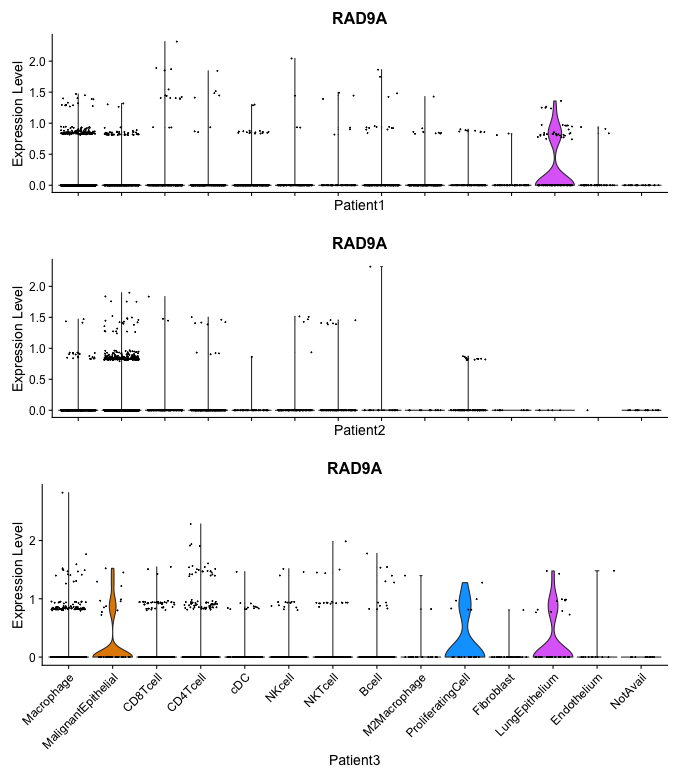 RAD9A
Expression Level
2.0
1.5
1.0
0.5
0.0
Patient1
RAD9A
Expression Level
2.0
1.5
1.0
0.5
0.0
Patient2
RAD9A
Expression Level
2
1
0
Macrophage
MalignantEpithelial
CD8Tcell
CD4Tcell
cDC
NKcell
NKTcell
Bcell
M2Macrophage
ProliferatingCell
Fibroblast
LungEpithelium
Endothelium
NotAvail
Patient3